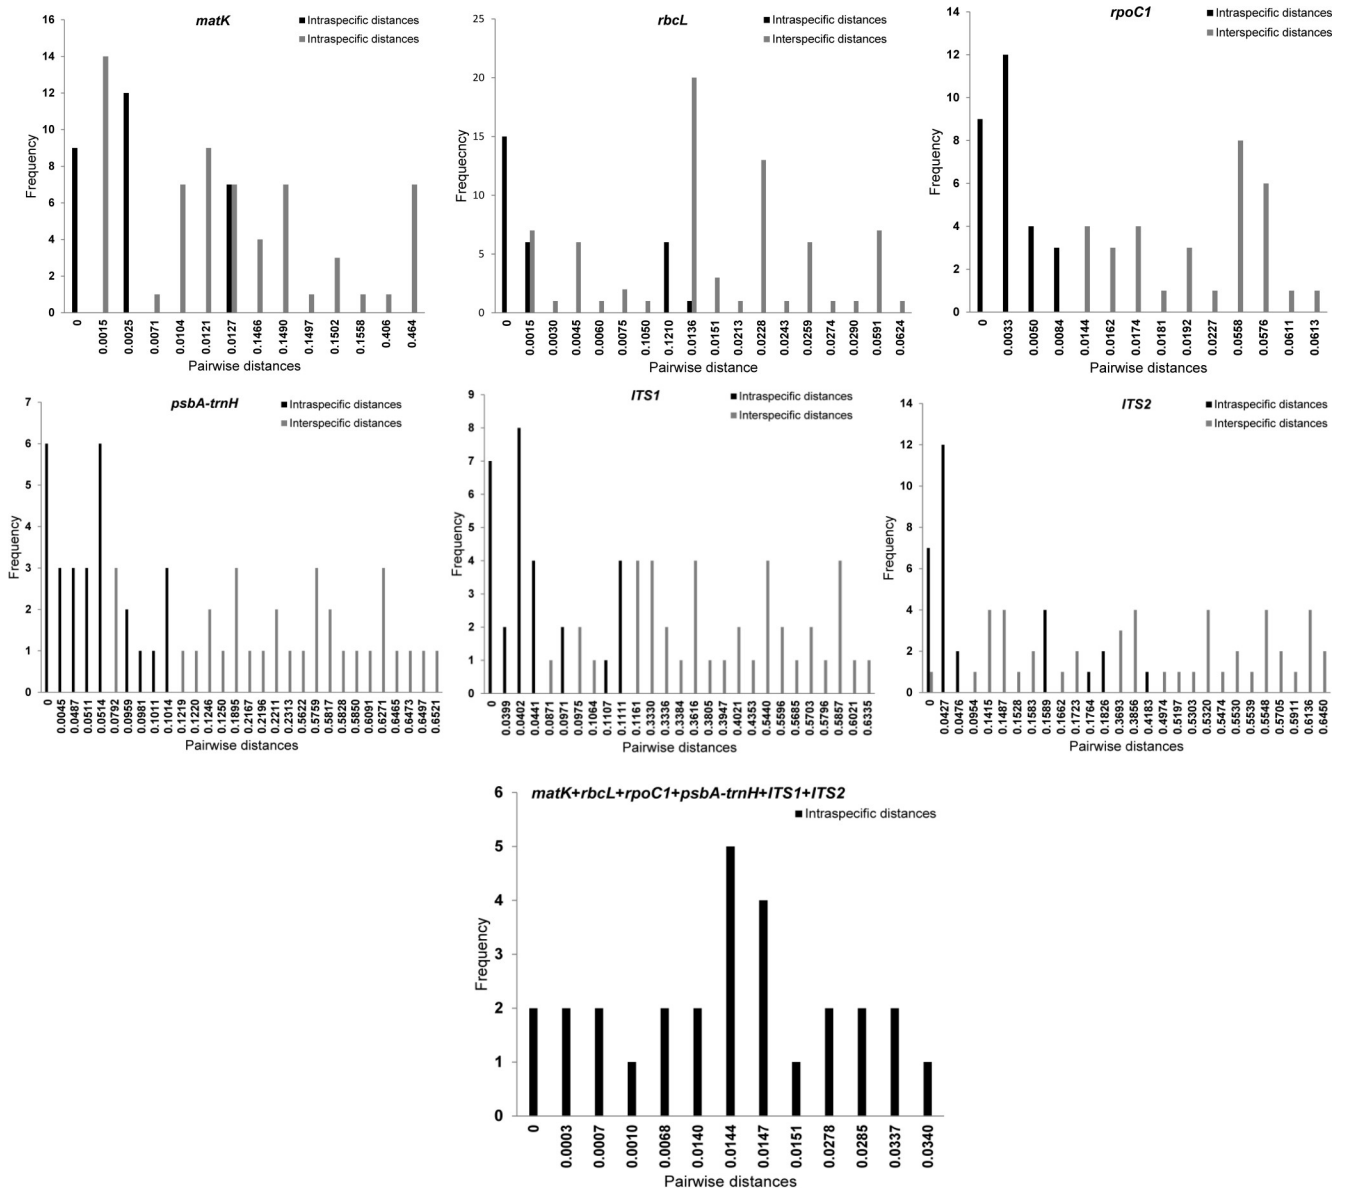 matK
Intraspecific distances
Intraspecific distances
Frequency
16
14
12
10
8
6
4
2
0
0 0.0015 0.0025 0.0071 0.0104 0.0121 0.0127 0.1466 0.1490 0.1497 0.1502 0.1558 0.406 0.464
Pairwise distances
rbcL
Intraspecific distances
Interspecific distances
Frequecncy
25
20
15
10
5
0
0 0.0015 0.0030 0.0045 0.0060 0.0075 0.1050 0.1210 0.0136 0.0151 0.0213 0.0228 0.0243 0.0259 0.0274 0.0290 0.0591 0.0624
Pairwise distance
rpoC1
Intraspecific distances
Interspecific distances
Frequency
14
12
10
8
6
4
2
0
0 0.0033 0.0050 0.0084 0.0144 0.0162 0.0174 0.0181 0.0192 0.0227 0.0558 0.0576 0.0611 0.0613
Pairwise distances
psbA-trnH
Intraspecific distances
Interspecific distances
Frequency
7
6
5
4
3
2
1
0
0 0.0045 0.0487 0.0511 0.0514 0.0792 0.0959 0.0981 0.1011 0.1014 0.1219 0.1220 0.1246 0.1250 0.1895 0.2167 0.2196 0.2211 0.2313 0.5622 0.5759 0.5817 0.5828 0.5850 0.6091 0.6271 0.6465 0.6473 0.6497 0.6521
Pairwise distances
ITS1
Intraspecific distances
Interspecific distances
Frequency
9
8
7
6
5
4
3
2
1
0
0 0.0399 0.0402 0.0441 0.0871 0.0971 0.0975 0.1064 0.1107 0.1111 0.1161 0.3330 0.3336 0.3384 0.3616 0.3805 0.3947 0.4021 0.4353 0.5440 0.5596 0.5685 0.5703 0.5796 0.5857 0.6021 0.6335
Pairwise distances
ITS2
Intraspecific distances
Interspecific distances
Frequency
14
12
10
8
6
4
2
0
0 0.0427 0.0476 0.0954 0.1415 0.1487 0.1528 0.1583 0.1589 0.1662 0.1723 0.1764 0.1826 0.3693 0.3856 0.4183 0.4974 0.5197 0.5303 0.5320 0.5474 0.5530 0.5539 0.5548 0.5705 0.5911 0.6136 0.6450
Pairwise distances
matK+rbcL+rpoC1+psbA-trnH+ITS1+ITS2
Intraspecific distances
Frequency
6
5
4
3
2
1
0
0 0.0003 0.0007 0.0010 0.0068 0.0140 0.0144 0.0147 0.0151 0.0278 0.0285 0.0337 0.0340
Pairwise distances